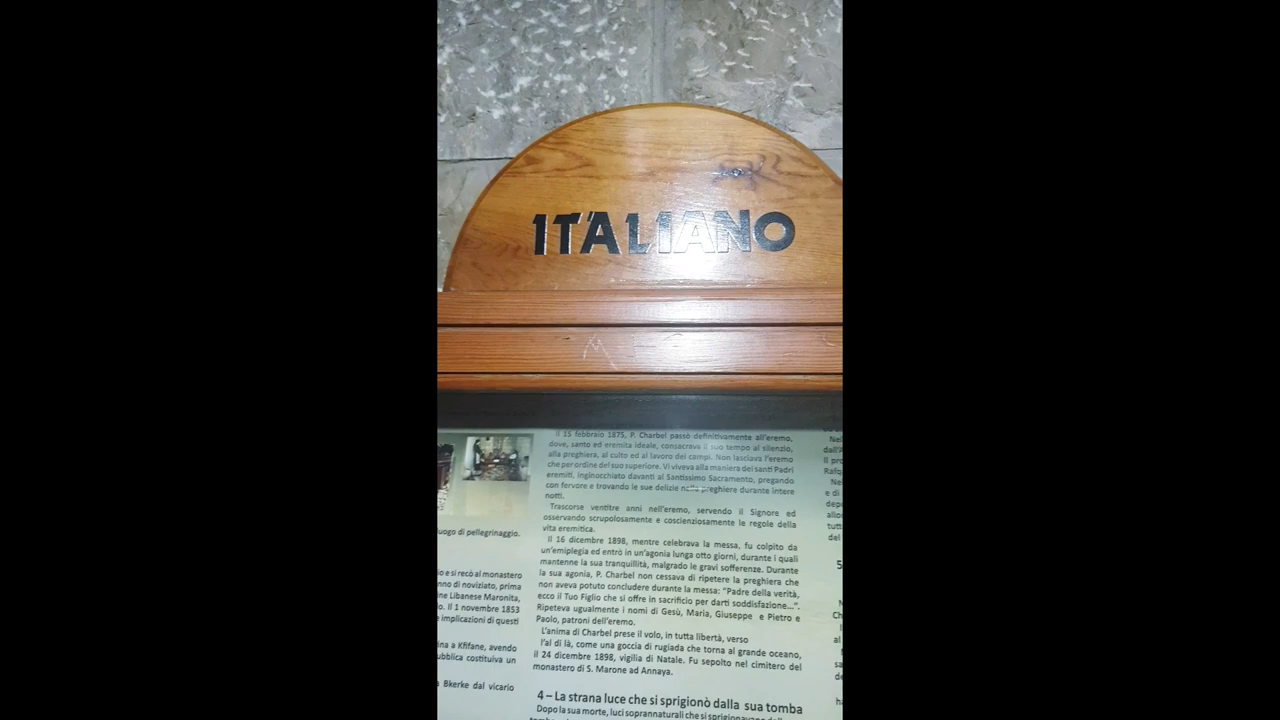 ITALIANO
Il 15 febbraio 1875, P. Charbel passò definitivamente all'eremo,
dove, santo ed eremita ideale, consacrava il suo tempo al silenzio,
alla preghiera, al culto ed al lavoro dei campi. Non lasciava l'eremo
che per ordine del suo superiore. Vi viveva alla maniera dei santi Padri
eremiti, inginocchiato davanti al Santissimo Sacramento, pregando
con fervore e trovando le sue delizie nelle preghiere durante intere
notti.
Trascorse ventitre anni nell'eremo, servendo il Signore ed
osservando scrupolosamente e coscienziosamente le regole della
vita eremitica.
Il 16 dicembre 1898, mentre celebrava la messa, fu colpito da
un'emiplegia ed entrò in un'agonia lunga otto giorni, durante i quali
mantenne la sua tranquillità, malgrado le gravi sofferenze. Durante
la sua agonia, P. Charbel non cessava di ripetere la preghiera che
non aveva potuto concludere durante la messa: "Padre della verità,
ecco il Tuo Figlio che si offre in sacrificio per darti soddisfazione...".
Ripeteva ugualmente i nomi di Gesù, Maria, Giuseppe e Pietro e
Paolo, patroni dell'eremo.
L'anima di Charbel prese il volo, in tutta libertà, verso
l'al di là, come una goccia di rugiada che torna al grande oceano,
il 24 dicembre 1898, vigilia di Natale. Fu sepolto nel cimitero del
monastero di S. Marone ad Annaya.
4 – La strana luce che si sprigionò dalla sua tomba
Dopo la sua morte, luci soprannaturali che si sprigionavano
luogo di pellegrinaggio.
e si recò al monastero
di noviziato, prima
Libanese Maronita,
Il 1 novembre 1853
implicazioni di questi
a Kfifane, avendo
costituiva un
Bkerke dal vicario
5